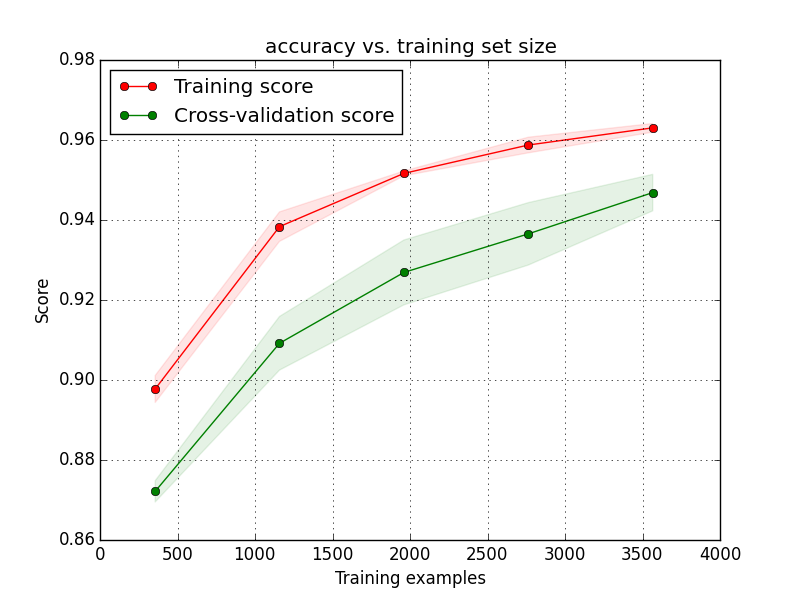 accuracy vs. training set size
Training score
Cross-validation score
0.98
0.96
0.94
0.92
0.90
0.88
0.86
Score
0 500 1000 1500 2000 2500 3000 3500 4000
Training examples